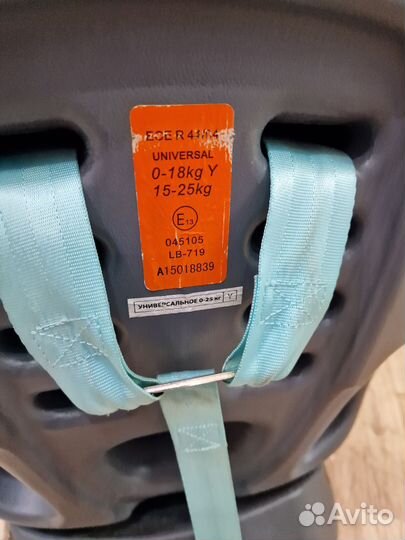 ECE R 44/04
UNIVERSAL
0-18kg Y
15-25kg
E13
045105
LB-719
A15018839
УНИВЕРСАЛЬНОЕ 0-25 кг Y
Avito